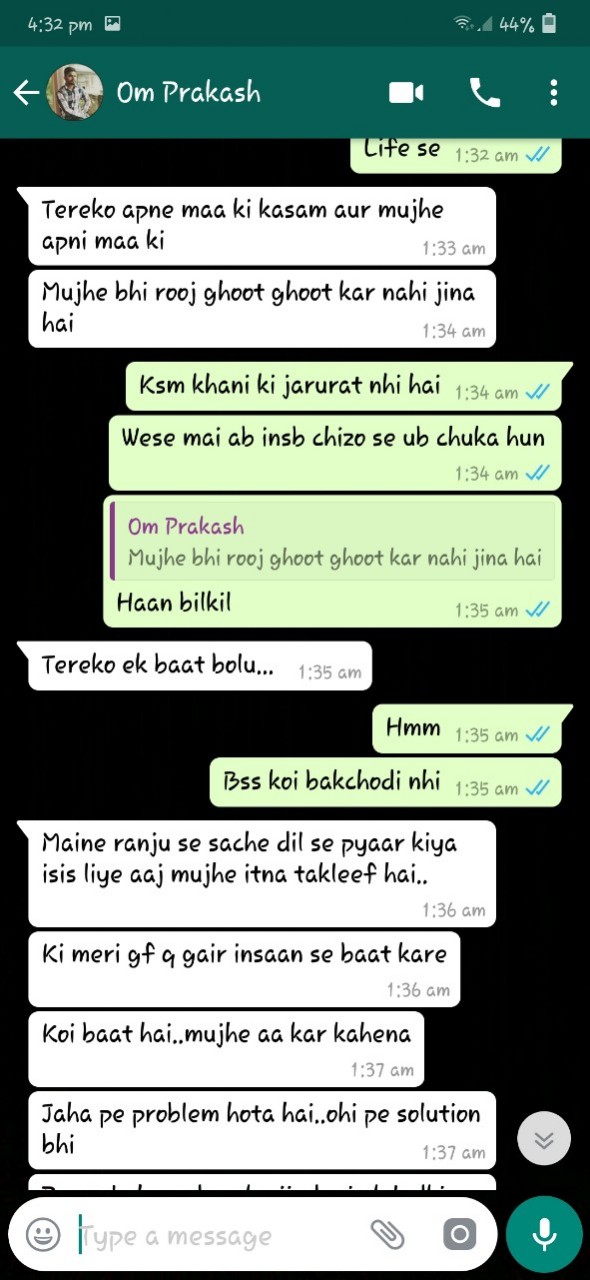 4:32 pm
44%
Om Prakash
Life se 1:32 am
Tereko apne maa ki kasam aur mujhe
apni maa ki
1:33 am
Mujhe bhi rooj ghoot ghoot kar nahi jina
hai
1:34 am
Ksm khani ki jarurat nhi hai 1:34 am
Wese mai ab insb chizo se ub chuka hun
1:34 am
Om Prakash
Mujhe bhi rooj ghoot ghoot kar nahi jina hai
Haan bilkil 1:35 am
Tereko ek baat bolu... 1:35 am
Hmm 1:35 am
Bss koi bakchodi nhi 1:35 am
Maine ranju se sache dil se pyaar kiya
isis liye aaj mujhe itna takleef hai..
1:36 am
Ki meri gf q gair insaan se baat kare
1:36 am
Koi baat hai..mujhe aa kar kahena
1:37 am
Jaha pe problem hota hai..ohi pe solution
bhi
1:37 am
Type a message